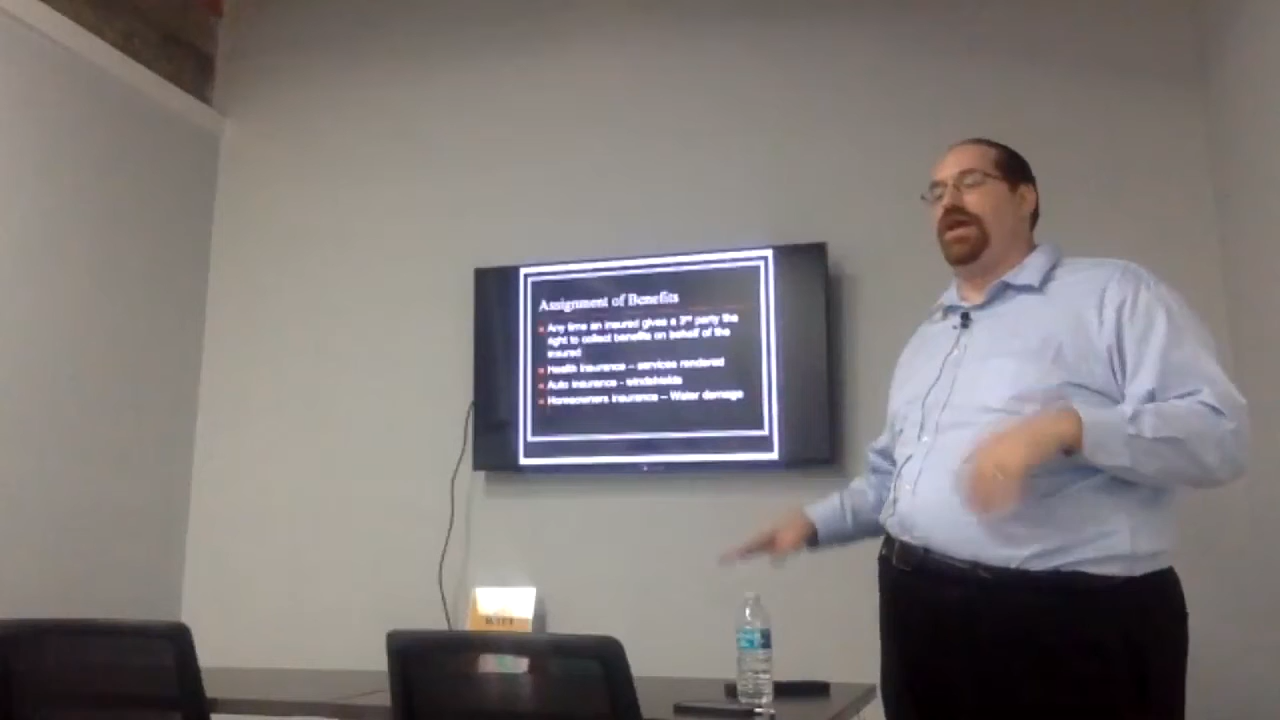 Assignment of Benefits
Any time an insured gives a 3rd party the
right to collect benefits on behalf of the
insured
Health insurance – services rendered
Auto insurance - windshields
Homeowners insurance – Water damage